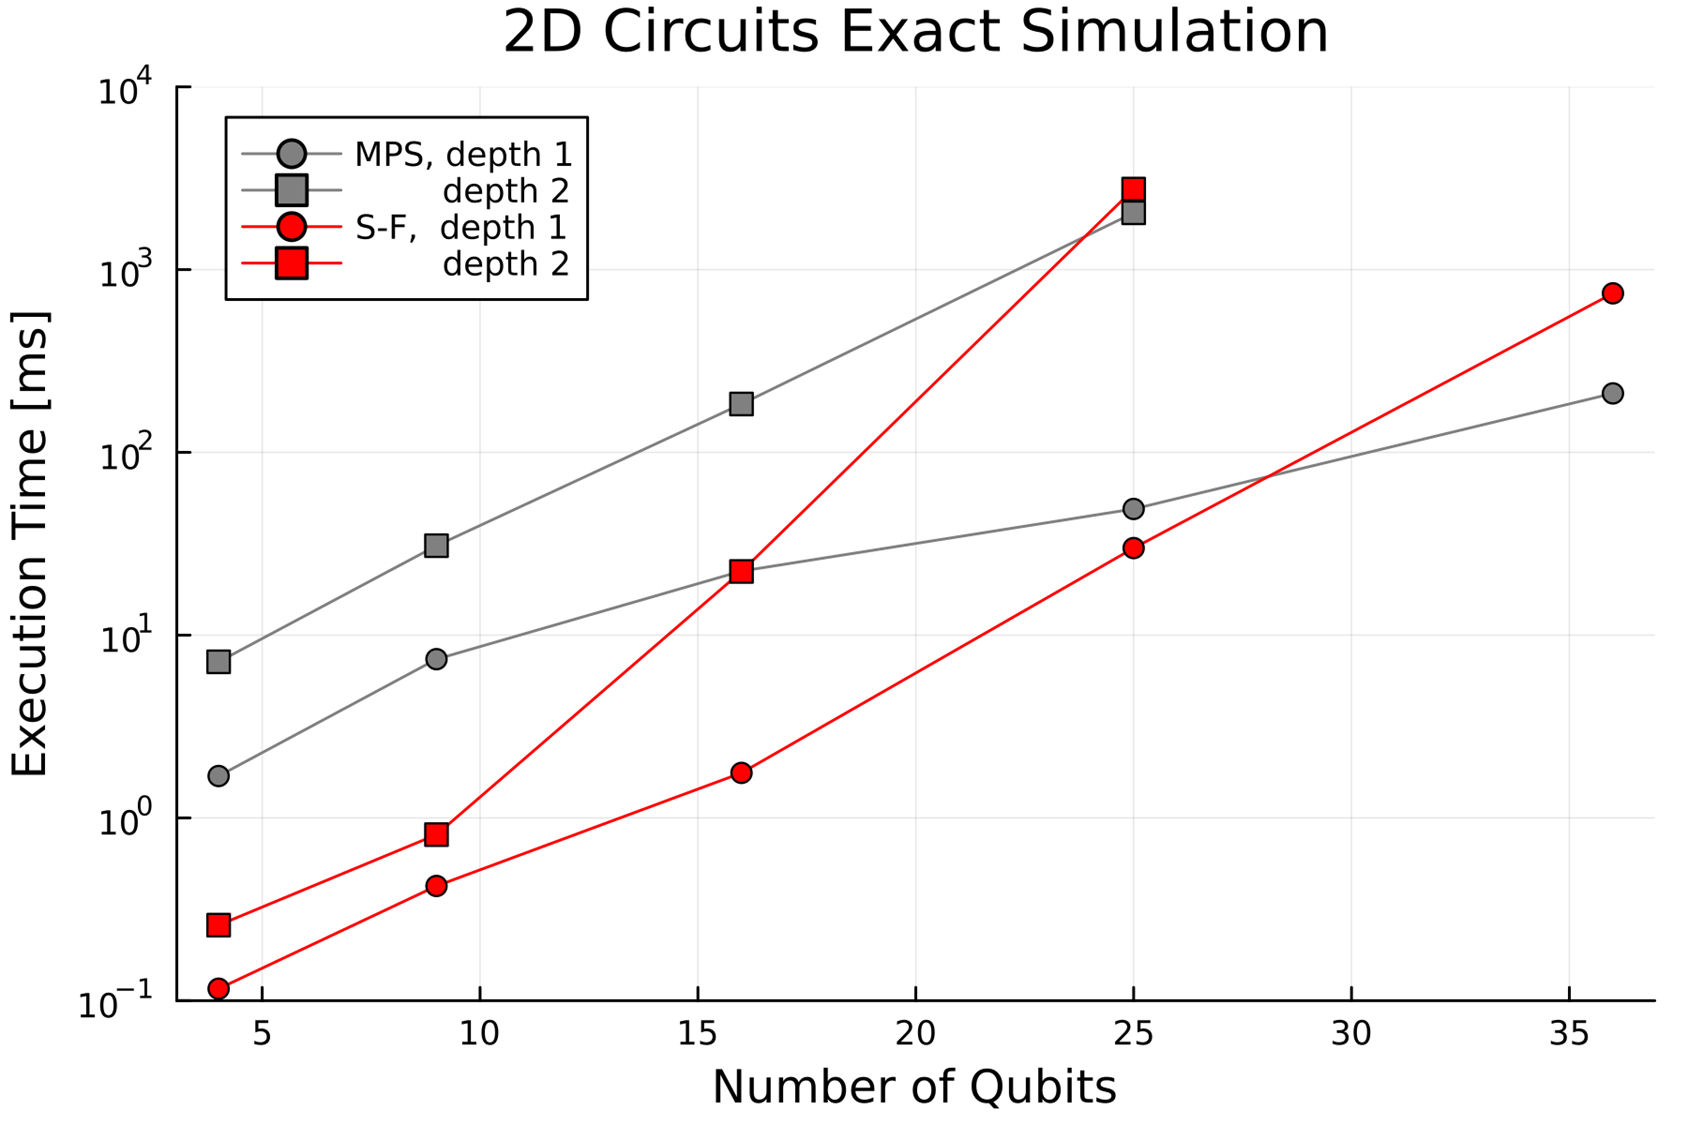 2D Circuits Exact Simulation
10^4
10^3
10^2
10^1
10^0
10^−1
Execution Time [ms]
MPS, depth 1
depth 2
S-F, depth 1
depth 2
5 10 15 20 25 30 35
Number of Qubits